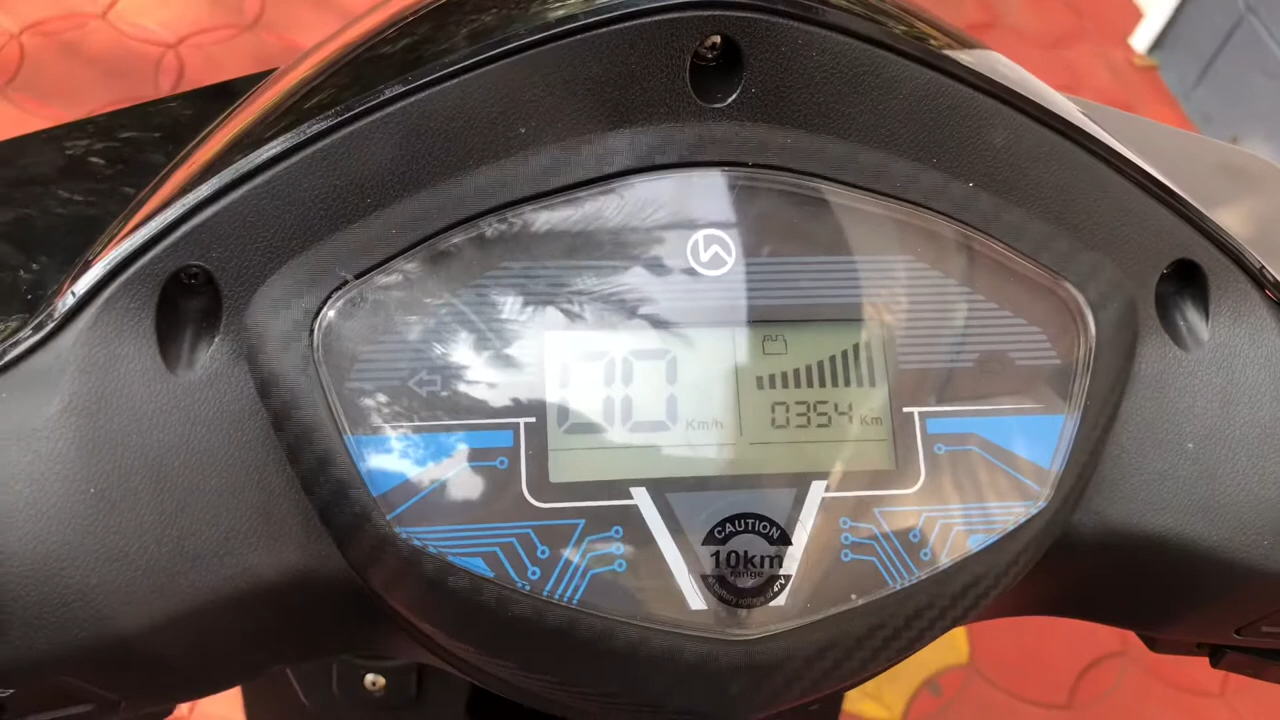 00 Km/h
0354 Km
CAUTION
10km
range
at battery voltage of 47V